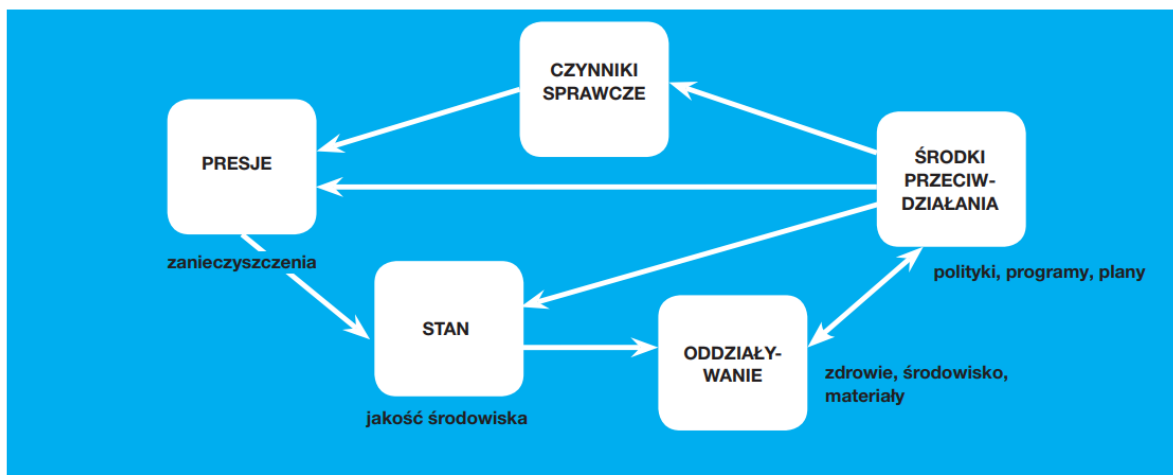 CZYNNIKI
SPRAWCZE
PRESJE
ŚRODKI
PRZECIW-
DZIAŁANIA
zanieczyszczenia
polityki, programy, plany
STAN
ODDZIAŁY-
WANIE
zdrowie, środowisko,
materiały
jakość środowiska